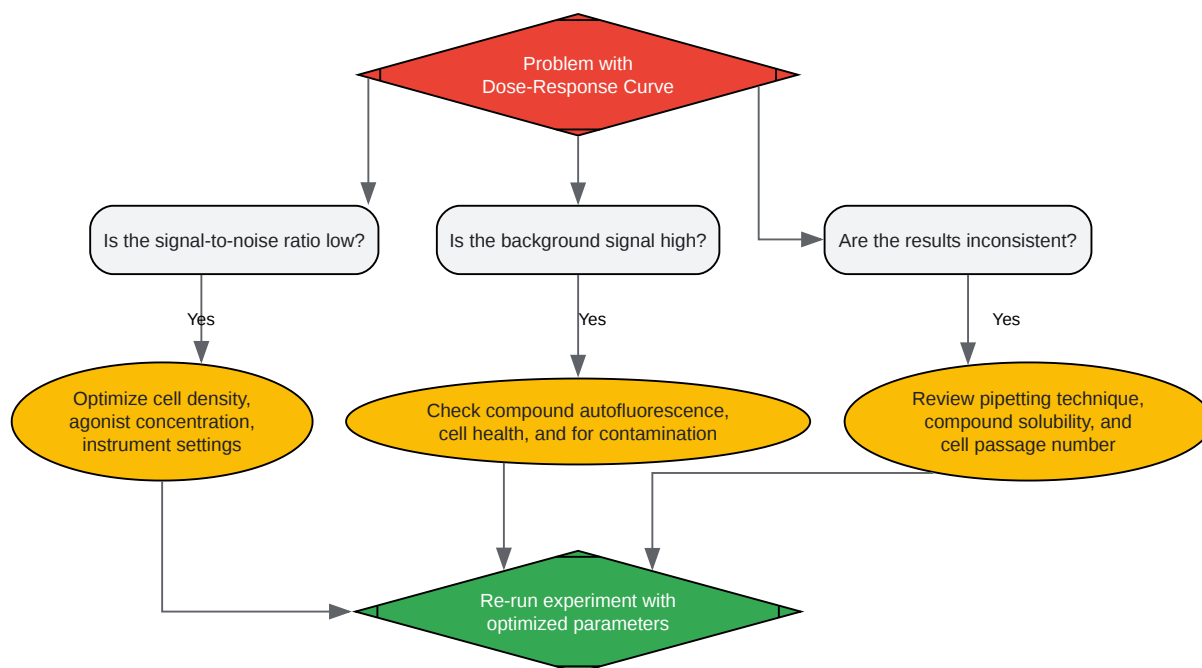 Problem with
Dose-Response Curve
Is the signal-to-noise ratio low?
Is the background signal high?
Are the results inconsistent?
Yes
Yes
Yes
Optimize cell density,
agonist concentration,
instrument settings
Check compound autofluorescence,
cell health, and for contamination
Review pipetting technique,
compound solubility, and
cell passage number
Re-run experiment with
optimized parameters